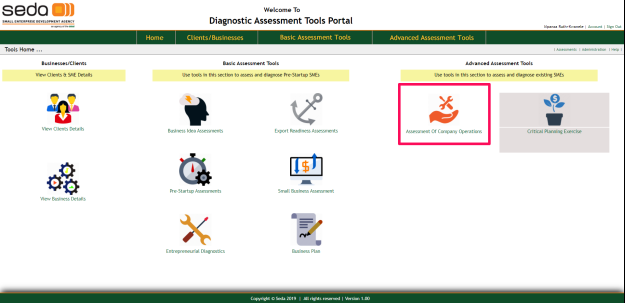 seda
SMALL ENTERPRISE DEVELOPMENT AGENCY
Welcome To
Diagnostic Assessment Tools Portal
Account | Sign Out
Home
Clients/Businesses
Basic Assessment Tools
Advanced Assessment Tools
Tools Home ...
| Assessments | Administration | Help |
Businesses/Clients
Basic Assessment Tools
Advanced Assessment Tools
View Clients & SME Details
Use tools in this section to assess and diagnose Pre-Startup SMEs
Use tools in this section to assess and diagnose existing SMEs
View Clients Details
Business Idea Assessments
Export Readiness Assessments
Assessment Of Company Operations
Critical Planning Exercise
View Business Details
Pre-Startup Assessments
Small Business Assessment
Entrepreneurial Diagnostics
Business Plan
Copyright © Seda 2019 | All rights reserved | Version 5.80